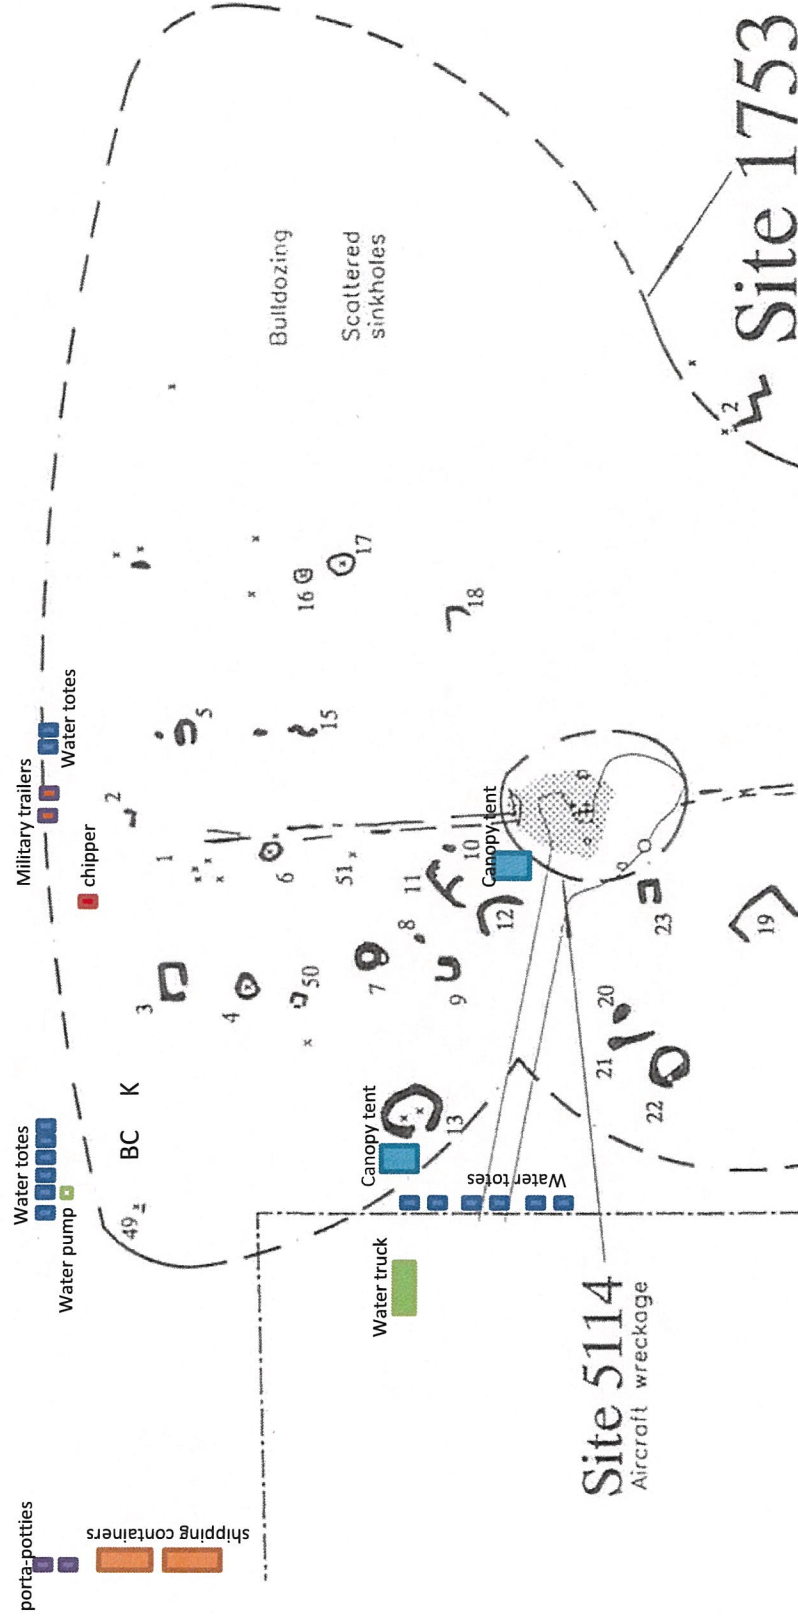 porta-potties
shipping containers
Water totes
Water pump
Military trailers
Water totes
chipper
Water truck
Canopy tent
Water totes
Canopy tent
BC K
49
3
1
2
4
50
6
51
5
15
16
17
18
7
8
9
10
11
12
13
19
20
21
22
23
2
Bulldozing
Scattered
sinkholes
Site 5114
Aircraft wreckage
Site 1753